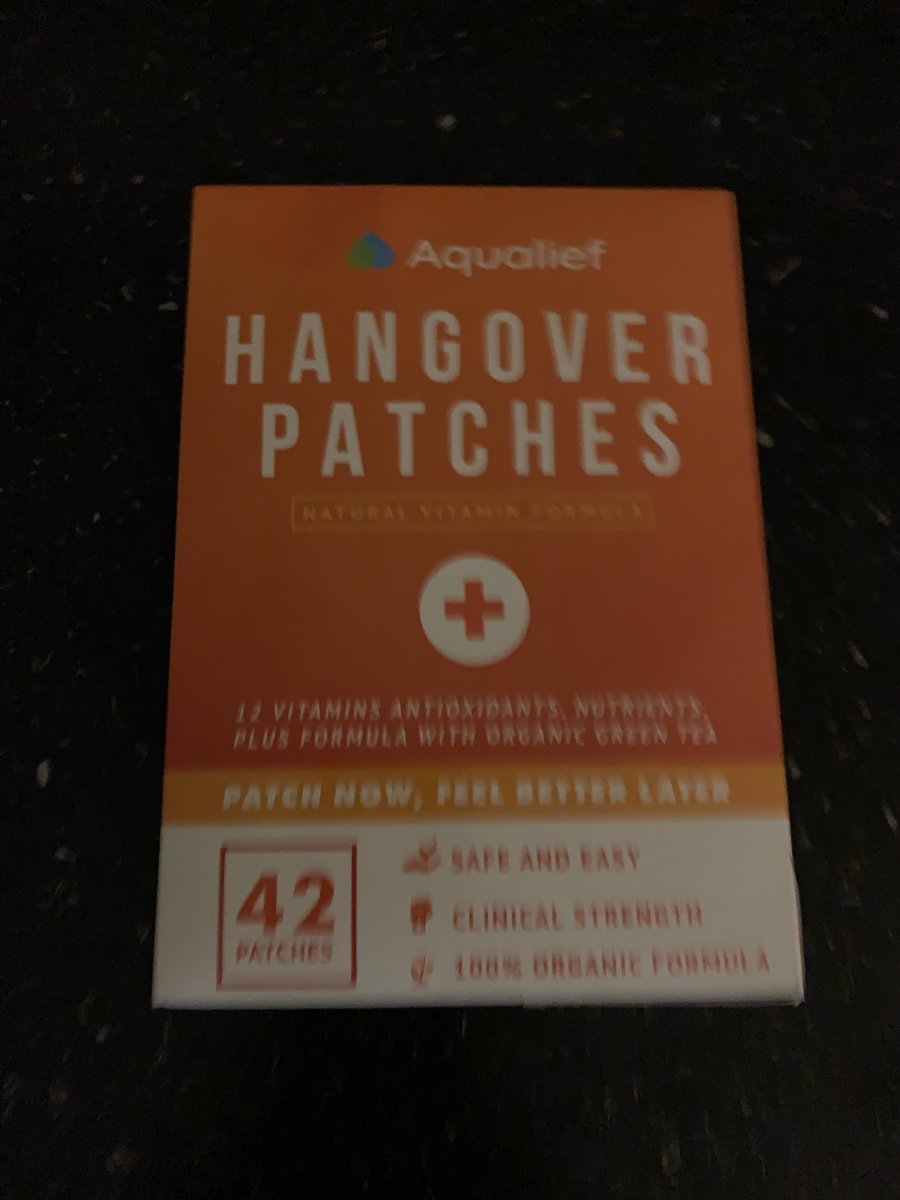 Aqualief
HANGOVER
PATCHES
NATURAL VITAMIN FORMULA
12 VITAMINS ANTIOXIDANTS, NUTRIENTS,
PLUS FORMULA WITH ORGANIC GREEN TEA
PATCH NOW, FEEL BETTER LATER
42
PATCHES
SAFE AND EASY
CLINICAL STRENGTH
100% ORGANIC FORMULA